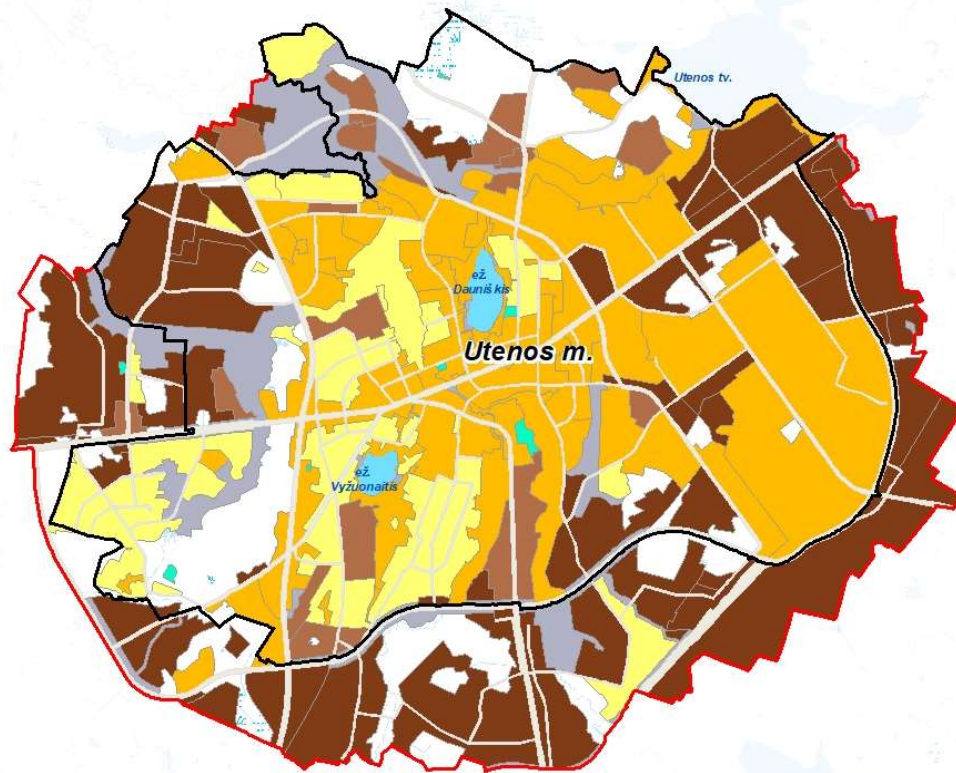 Utenos tv.
ež.
Dauniškis
Utenos m.
ež.
Vyžuonaitis